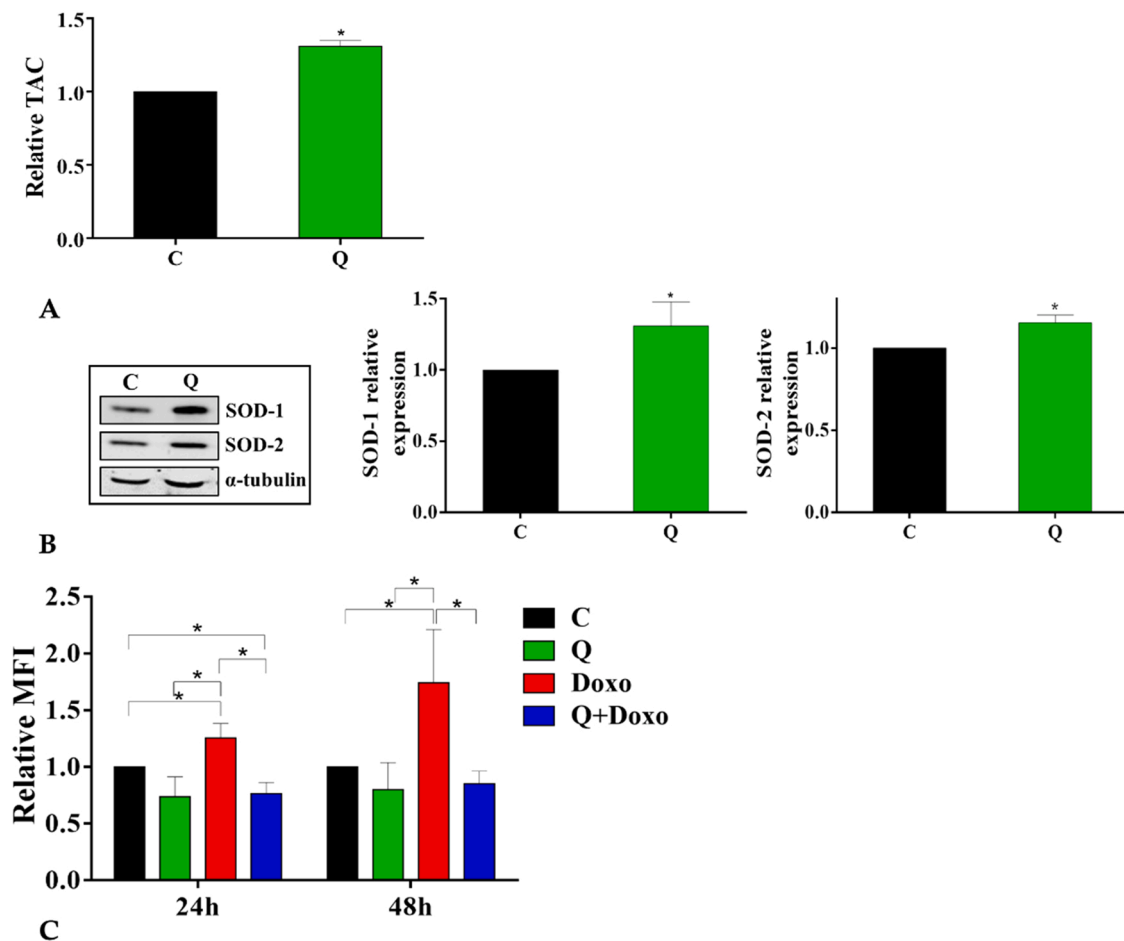 1.5
1.0
0.5
0.0
Relative TAC
*
C Q
A
C Q
SOD-1
SOD-2
α-tubulin
1.5
1.0
0.5
0.0
SOD-1 relative
expression
*
C Q
1.0
0.5
0.0
SOD-2 relative
expression
*
C Q
B
2.5
2.0
1.5
1.0
0.5
0.0
Relative MFI
*
*
*
*
*
*
*
24h 48h
C
Q
Doxo
Q+Doxo
C